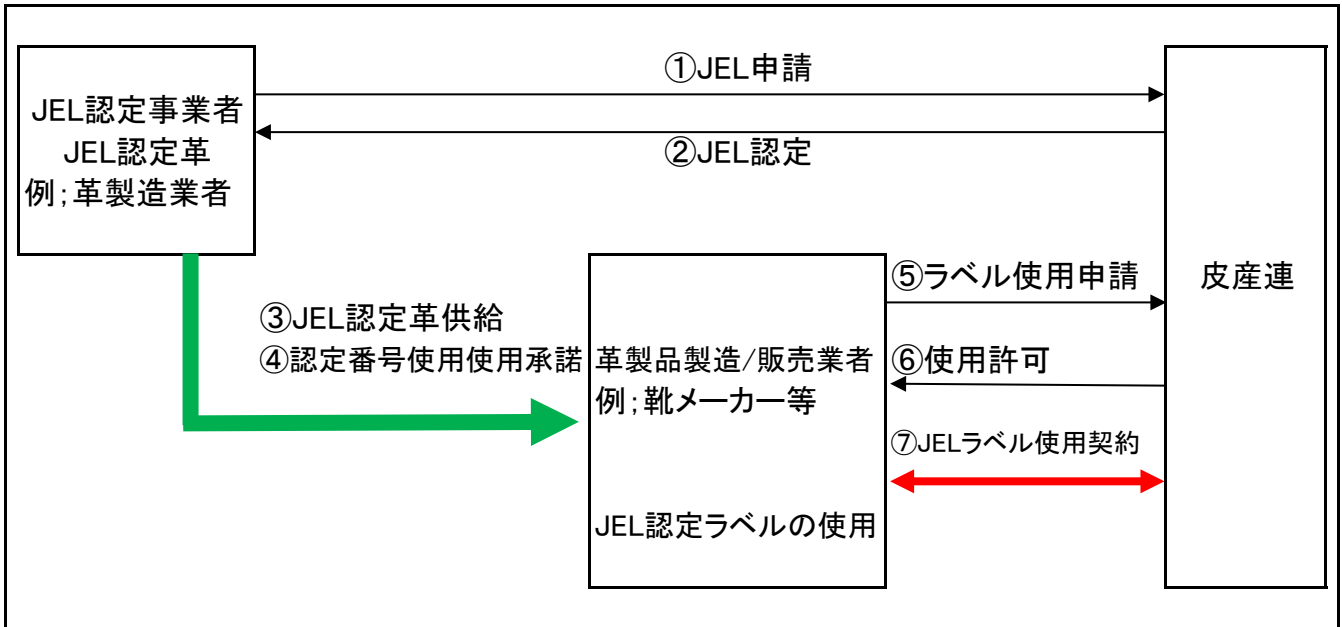 ①JEL申請
JEL認定事業者
JEL認定革
例;革製造業者
②JEL認定
③JEL認定革供給
④認定番号使用使用承諾
革製品製造/販売業者
例;靴メーカー等
JEL認定ラベルの使用
⑤ラベル使用申請
⑥使用許可
⑦JELラベル使用契約
皮産連